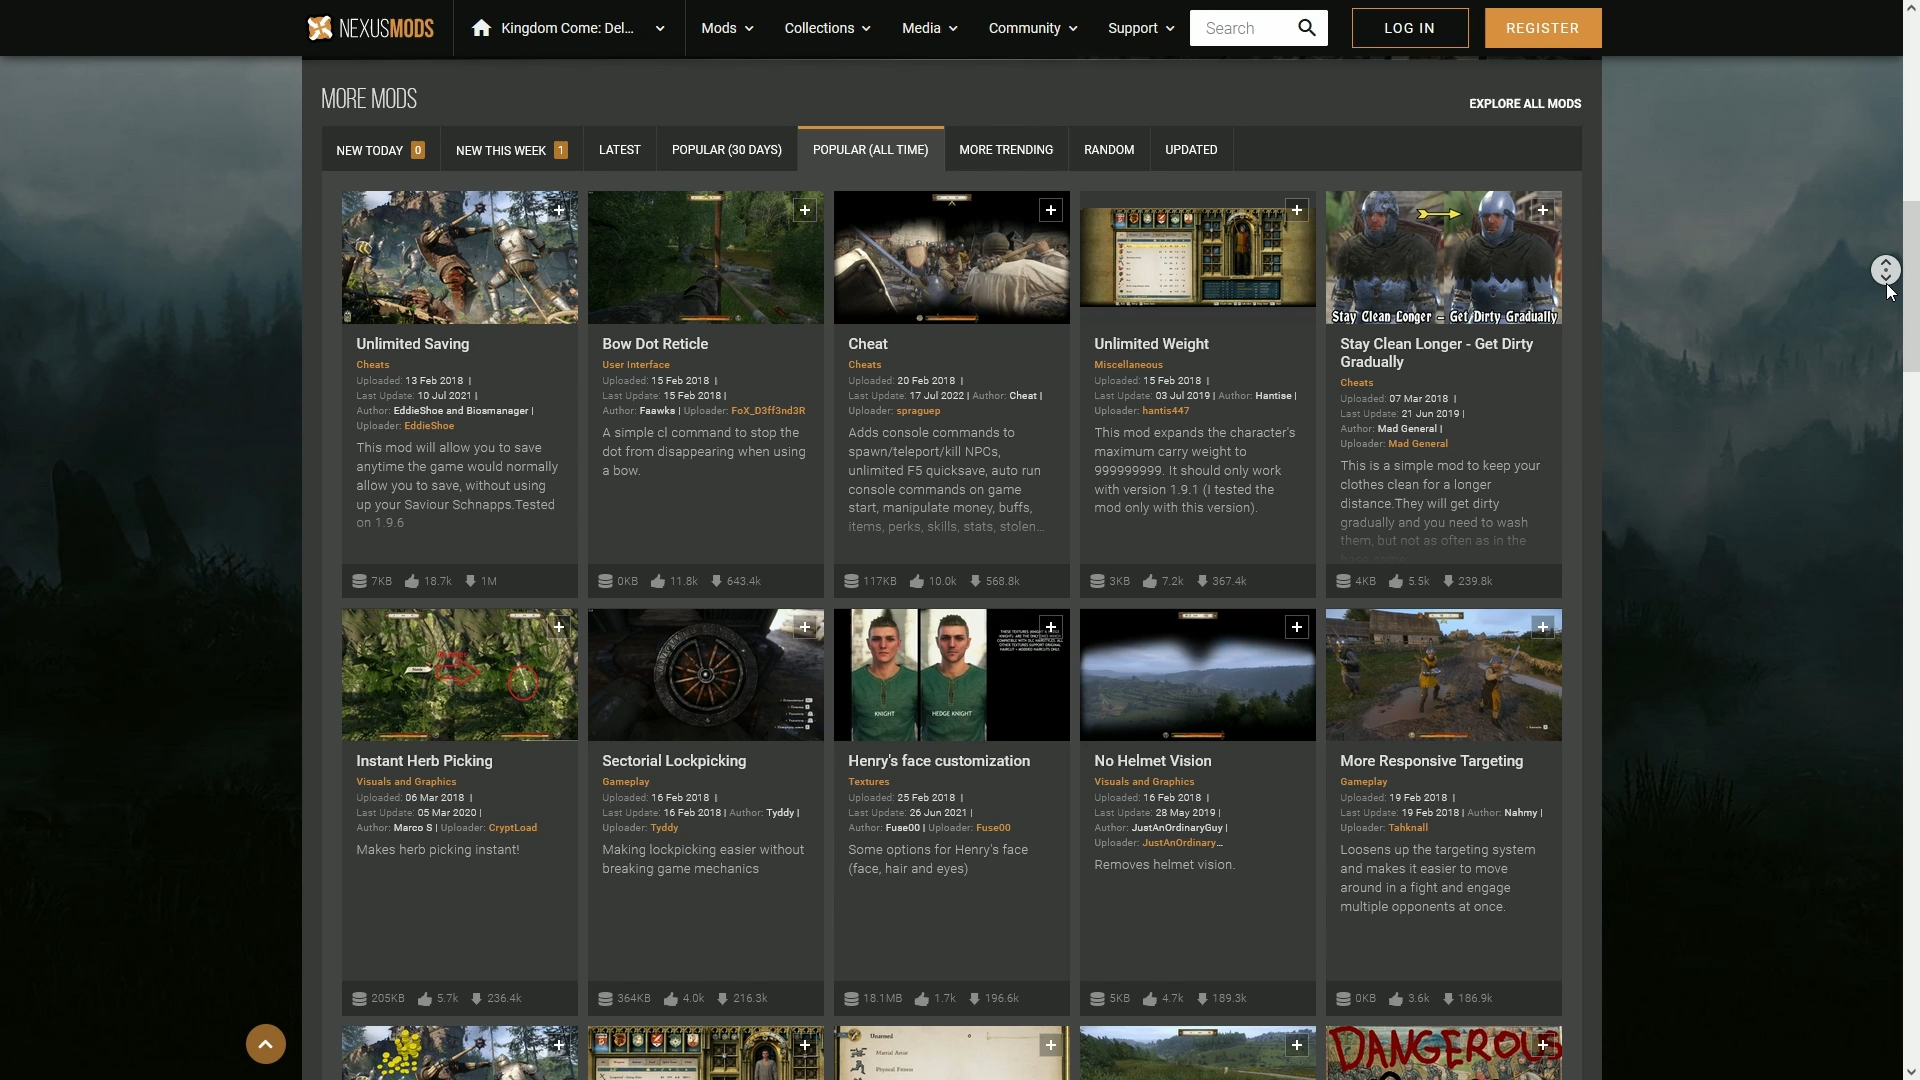 NEXUSMODS
Kingdom Come: Del...
Mods
Collections
Media
Community
Support
Search
LOG IN
REGISTER
MORE MODS
EXPLORE ALL MODS
NEW TODAY 0
NEW THIS WEEK 1
LATEST
POPULAR (30 DAYS)
POPULAR (ALL TIME)
MORE TRENDING
RANDOM
UPDATED
Unlimited Saving
Cheats
Uploaded: 13 Feb 2018 |
Last Update: 10 Jul 2021 |
Author: EddieShoe and Biosmanager |
Uploader: EddieShoe
This mod will allow you to save
anytime the game would normally
allow you to save, without using
up your Saviour Schnapps.Tested
on 1.9.6
7KB 18.7k 1M
Bow Dot Reticle
User Interface
Uploaded: 15 Feb 2018 |
Last Update: 15 Feb 2018 |
Author: Faawks | Uploader: FoX_D3ff3nd3R
A simple cl command to stop the
dot from disappearing when using
a bow.
0KB 11.8k 643.4k
Cheat
Cheats
Uploaded: 20 Feb 2018 |
Last Update: 17 Jul 2022 | Author: Cheat |
Uploader: spraguep
Adds console commands to
spawn/teleport/kill NPCs,
unlimited F5 quicksave, auto run
console commands on game
start, manipulate money, buffs,
items, perks, skills, stats, stolen...
117KB 10.0k 568.8k
Unlimited Weight
Miscellaneous
Uploaded: 15 Feb 2018 |
Last Update: 03 Jul 2019 | Author: Hantise |
Uploader: hantis447
This mod expands the character's
maximum carry weight to
999999999. It should only work
with version 1.9.1 (I tested the
mod only with this version).
3KB 7.2k 367.4k
Stay Clean Longer – Get Dirty Gradually
Stay Clean Longer - Get Dirty
Gradually
Cheats
Uploaded: 07 Mar 2018 |
Last Update: 21 Jun 2019 |
Author: Mad General |
Uploader: Mad General
This is a simple mod to keep your
clothes clean for a longer
distance.They will get dirty
gradually and you need to wash
them, but not as often as in the
base game.
4KB 5.5k 239.8k
Instant Herb Picking
Visuals and Graphics
Uploaded: 06 Mar 2018 |
Last Update: 05 Mar 2020 |
Author: Marco S | Uploader: CryptLoad
Makes herb picking instant!
205KB 5.7k 236.4k
Sectorial Lockpicking
Gameplay
Uploaded: 16 Feb 2018 |
Last Update: 16 Feb 2018 | Author: Tyddy |
Uploader: Tyddy
Making lockpicking easier without
breaking game mechanics
364KB 4.0k 216.3k
KNIGHT
HEDGE KNIGHT
Henry's face customization
Textures
Uploaded: 25 Feb 2018 |
Last Update: 26 Jun 2021 |
Author: Fuse00 | Uploader: Fuse00
Some options for Henry's face
(face, hair and eyes)
18.1MB 1.7k 196.6k
No Helmet Vision
Visuals and Graphics
Uploaded: 16 Feb 2018 |
Last Update: 28 May 2019 |
Author: JustAnOrdinaryGuy |
Uploader: JustAnOrdinary...
Removes helmet vision.
5KB 4.7k 189.3k
More Responsive Targeting
Gameplay
Uploaded: 19 Feb 2018 |
Last Update: 19 Feb 2018 | Author: Nahmy |
Uploader: Tahknall
Loosens up the targeting system
and makes it easier to move
around in a fight and engage
multiple opponents at once.
0KB 3.6k 186.9k
Unarmed
Martial Artist
Physical Fitness
DANGEROUS